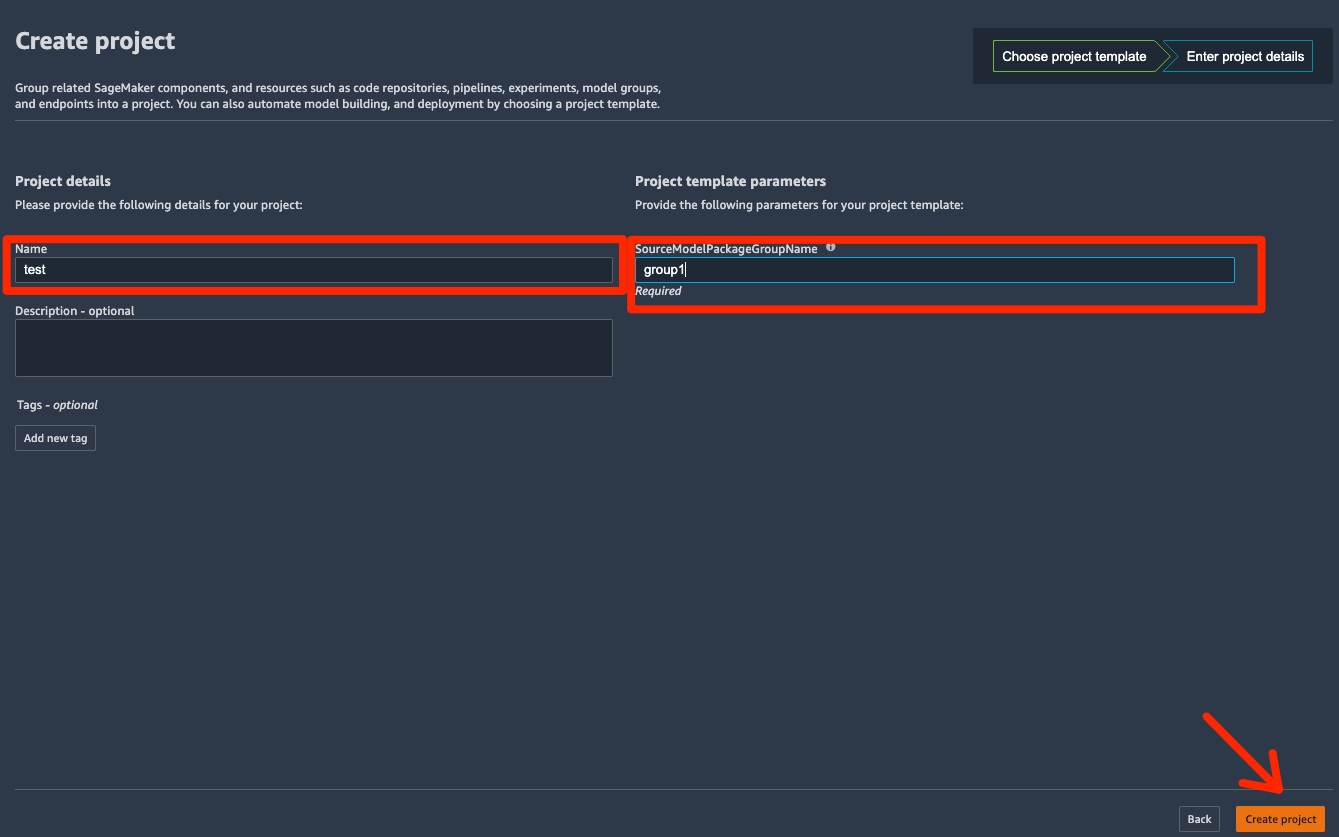 Create project
Choose project template
Enter project details
Group related SageMaker components, and resources such as code repositories, pipelines, experiments, model groups,
and endpoints into a project. You can also automate model building, and deployment by choosing a project template.
Project details
Please provide the following details for your project:
Name
test
Description - optional
Tags - optional
Add new tag
Project template parameters
Provide the following parameters for your project template:
SourceModelPackageGroupName
group1
Required
Back
Create project